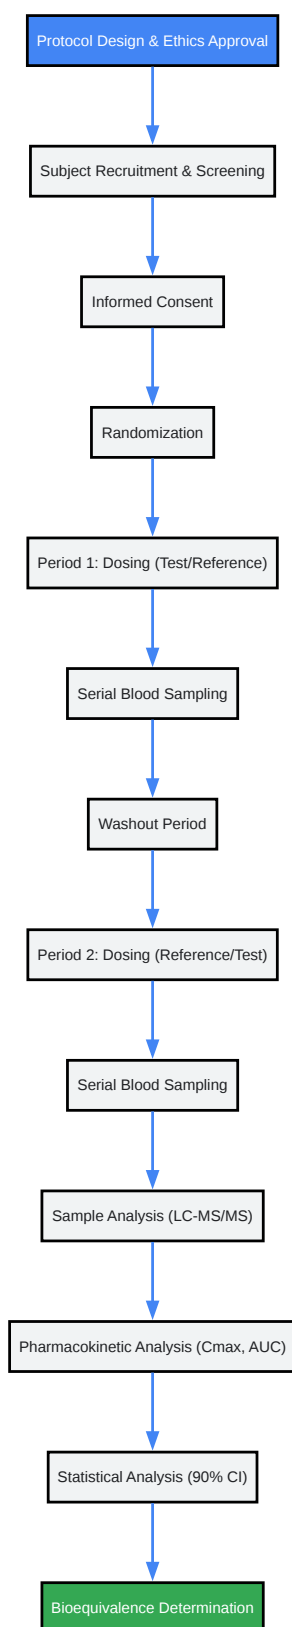 Protocol Design & Ethics Approval
Subject Recruitment & Screening
Informed Consent
Randomization
Period 1: Dosing (Test/Reference)
Serial Blood Sampling
Washout Period
Period 2: Dosing (Reference/Test)
Serial Blood Sampling
Sample Analysis (LC-MS/MS)
Pharmacokinetic Analysis (Cmax, AUC)
Statistical Analysis (90% CI)
Bioequivalence Determination